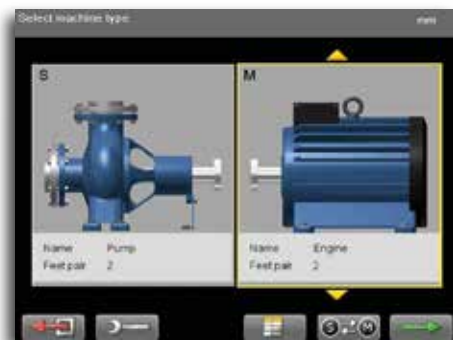 Select machine type
mm
S
M
Name Pump
Feet pair 2
Name Engine
Feet pair 2
S M